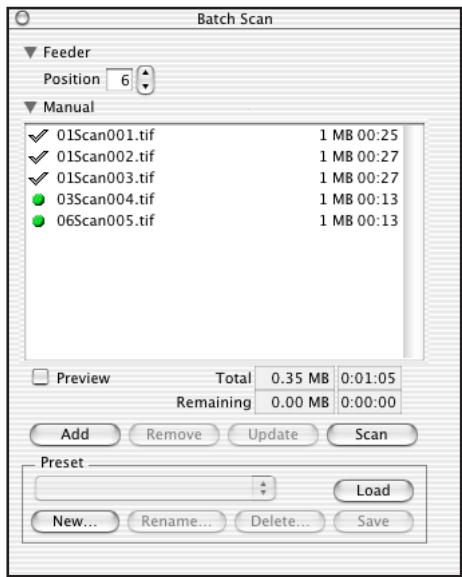 Batch Scan
Feeder
Position 6
Manual
01Scan001.tif 1 MB 00:25
01Scan002.tif 1 MB 00:27
01Scan003.tif 1 MB 00:27
03Scan004.tif 1 MB 00:13
06Scan005.tif 1 MB 00:13
Preview Total 0.35 MB 0:01:05
Remaining 0.00 MB 0:00:00
Add Remove Update Scan
Preset
Load
New... Rename... Delete... Save